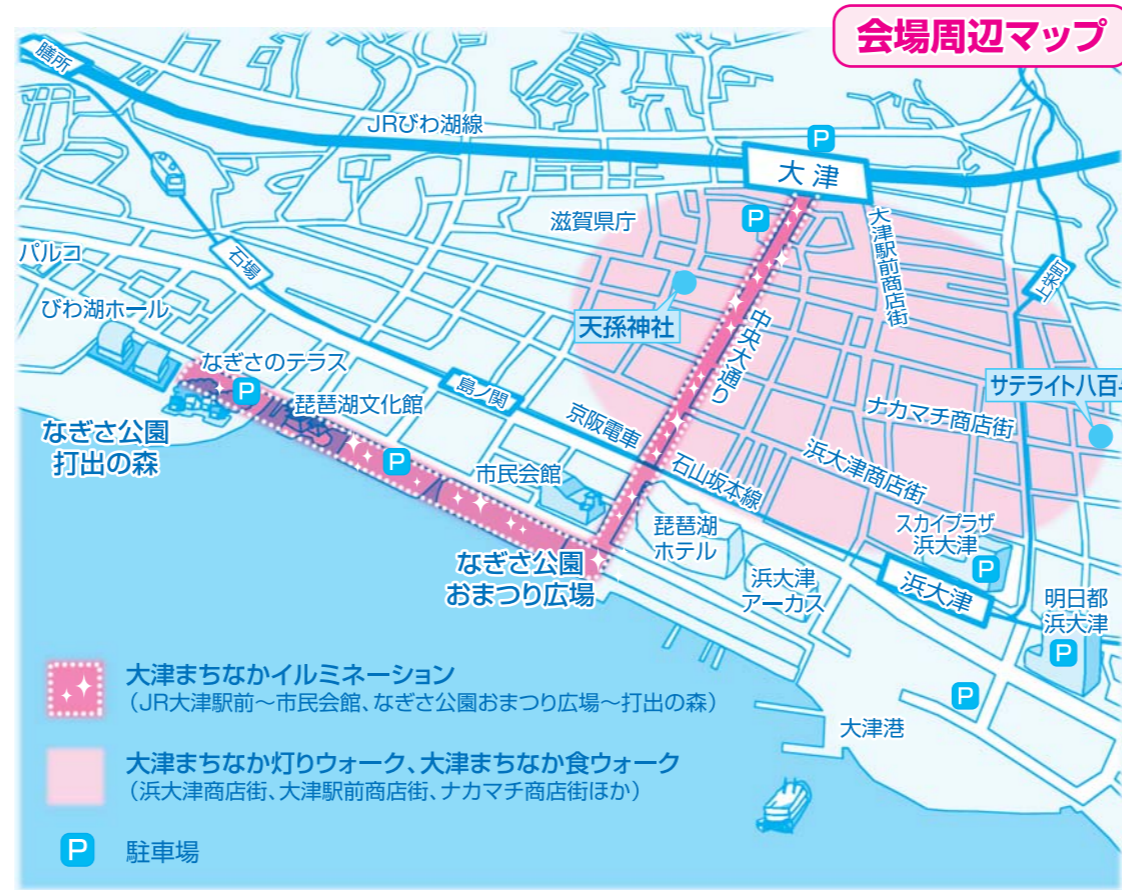 会場周辺マップ
膳所
JRびわ湖線
P
大津
滋賀県庁
P
大津駅前商店街
パルコ
石場
上栄町
びわ湖ホール
天孫神社
中央大通り
なぎさのテラス
P
島ノ関
サテライト八百
琵琶湖文化館
京阪電車
ナカマチ商店街
なぎさ公園
打出の森
P
市民会館
石山坂本線
浜大津商店街
琵琶湖
ホテル
スカイプラザ
浜大津
P
なぎさ公園
おまつり広場
浜大津
アーカス
浜大津
明日都
浜大津
P
P
大津港
大津まちなかイルミネーション
（JR大津駅前～市民会館、なぎさ公園おまつり広場～打出の森）
大津まちなか灯りウォーク、大津まちなか食ウォーク
（浜大津商店街、大津駅前商店街、ナカマチ商店街ほか）
P 駐車場